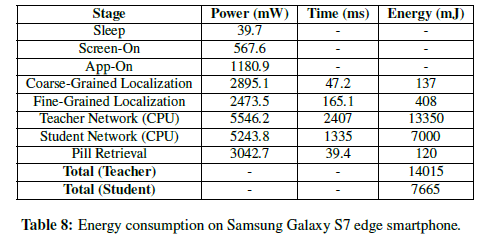 Stage Power (mW) Time (ms) Energy (mJ)
Sleep 39.7 - -
Screen-On 567.6 - -
App-On 1180.9 - -
Coarse-Grained Localization 2895.1 47.2 137
Fine-Grained Localization 2473.5 165.1 408
Teacher Network (CPU) 5546.2 2407 13350
Student Network (CPU) 5243.8 1335 7000
Pill Retrieval 3042.7 39.4 120
Total (Teacher) - - 14015
Total (Student) - - 7665
Table 8: Energy consumption on Samsung Galaxy S7 edge smartphone.